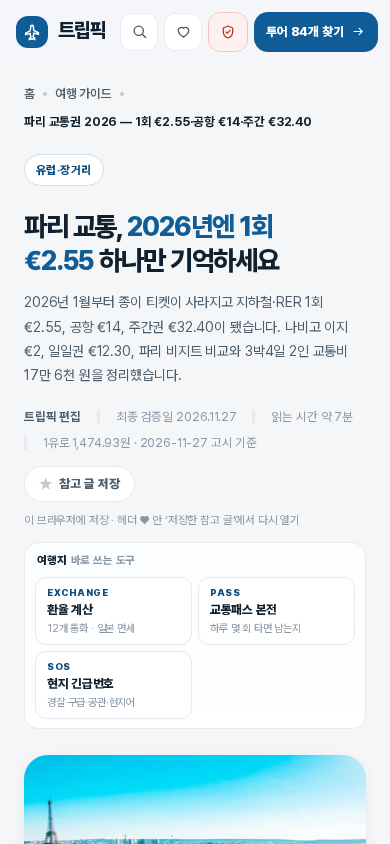 트립픽
투어 84개 찾기 →
홈 • 여행 가이드 •
파리 교통권 2026 — 1회 €2.55·공항 €14·주간 €32.40
유럽·장거리
파리 교통, 2026년엔 1회
€2.55 하나만 기억하세요
2026년 1월부터 종이 티켓이 사라지고 지하철·RER 1회
€2.55, 공항 €14, 주간권 €32.40이 됐습니다. 나비고 이지
€2, 일일권 €12.30, 파리 비지트 비교와 3박4일 2인 교통비
17만 6천 원을 정리했습니다.
트립픽 편집 | 최종 검증일 2026.11.27 | 읽는 시간 약 7분
| 1유로 1,474.93원 · 2026-11-27 고시 기준
★ 참고 글 저장
이 브라우저에 저장 · 헤더 ♥ 안 '저장한 참고 글'에서 다시 열기
여행지 바로 쓰는 도구
EXCHANGE
환율 계산
12개 통화 · 일본 면세
PASS
교통패스 본전
하루 몇 회 타면 남는지
SOS
현지 긴급번호
경찰·구급·공관·현지어